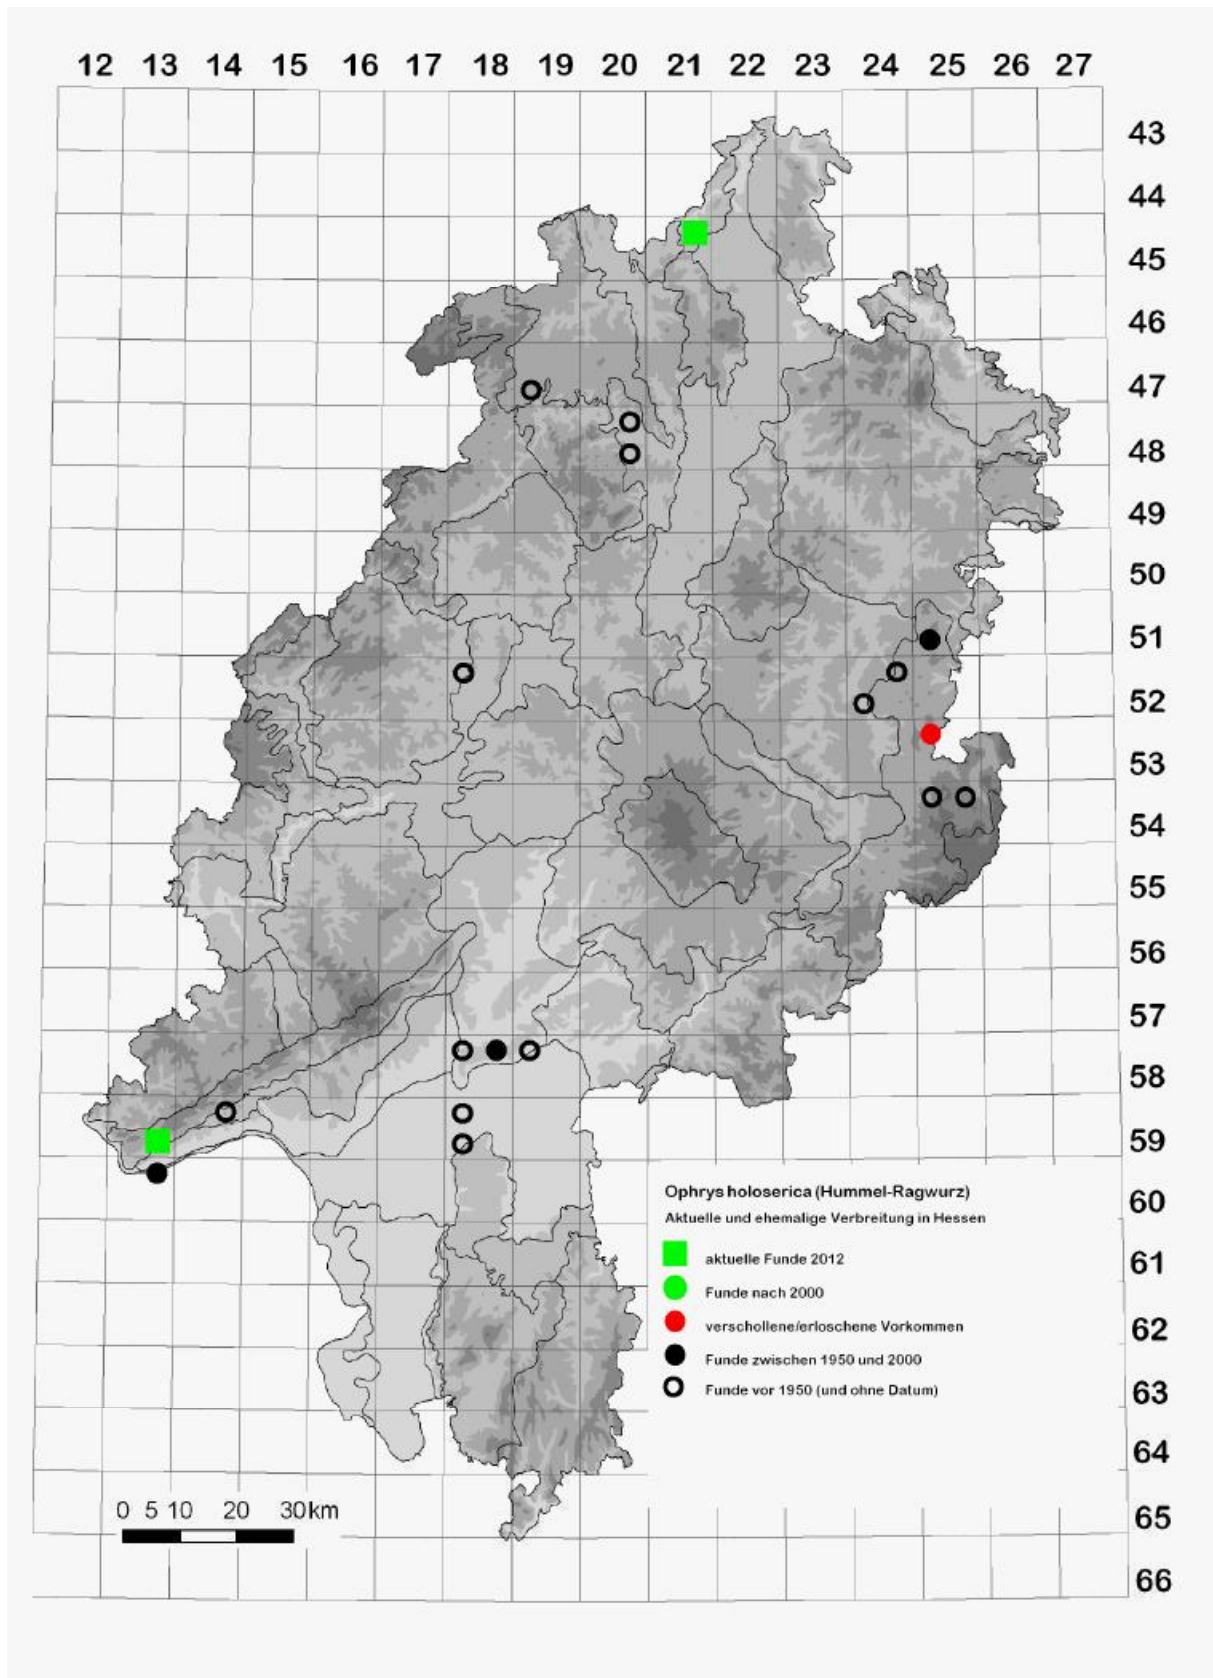 12 13 14 15 16 17 18 19 20 21 22 23 24 25 26 27
43
44
45
46
47
48
49
50
51
52
53
54
55
56
57
58
59
60
61
62
63
64
65
66
Ophrys holoserica (Hummel-Ragwurz)
Aktuelle und ehemalige Verbreitung in Hessen
aktuelle Funde 2012
Funde nach 2000
verschollene/erloschene Vorkommen
Funde zwischen 1950 und 2000
Funde vor 1950 (und ohne Datum)
0 5 10 20 30km